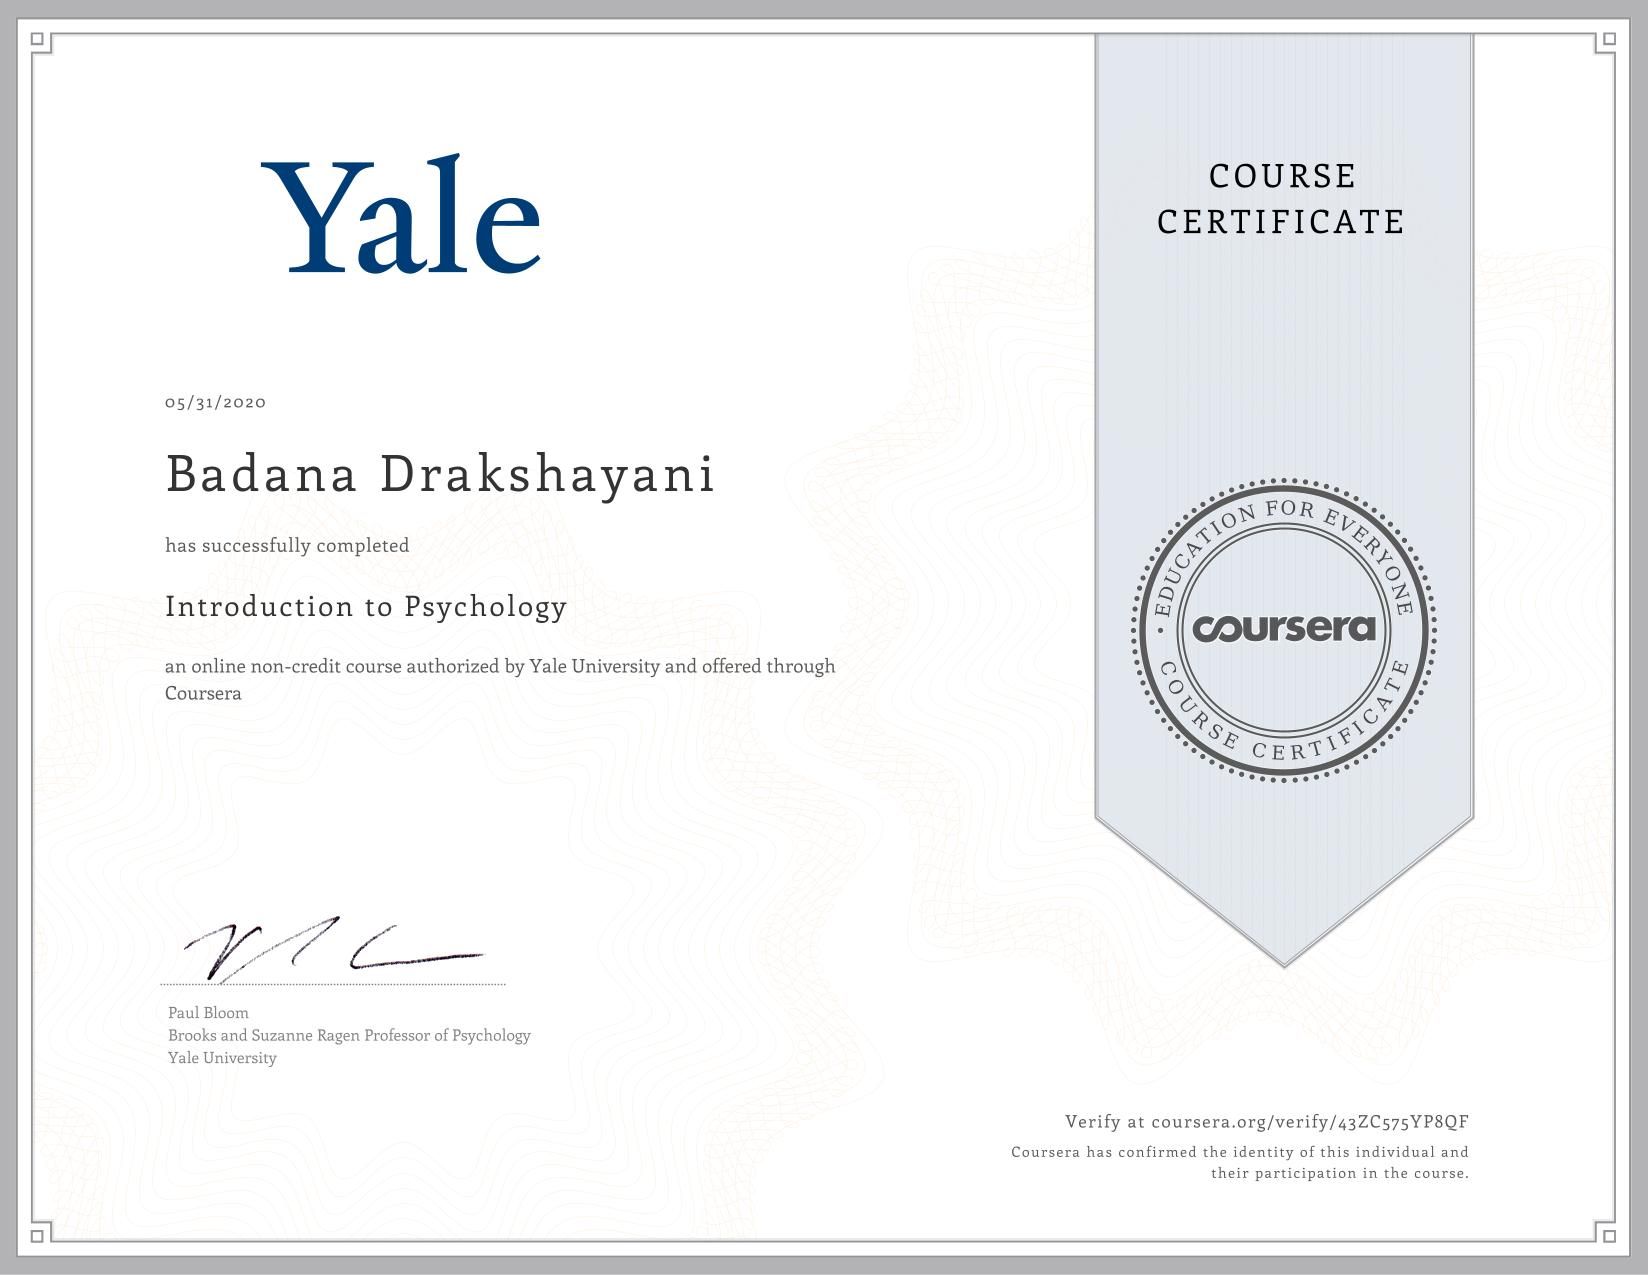 Yale
COURSE
CERTIFICATE
05/31/2020
Badana Drakshayani
has successfully completed
Introduction to Psychology
an online non-credit course authorized by Yale University and offered through
Coursera
• EDUCATION FOR EVERYONE
coursera
COURSE CERTIFICATE
Paul Bloom
Brooks and Suzanne Ragen Professor of Psychology
Yale University
Verify at coursera.org/verify/43ZC575YP8QF
Coursera has confirmed the identity of this individual and
their participation in the course.